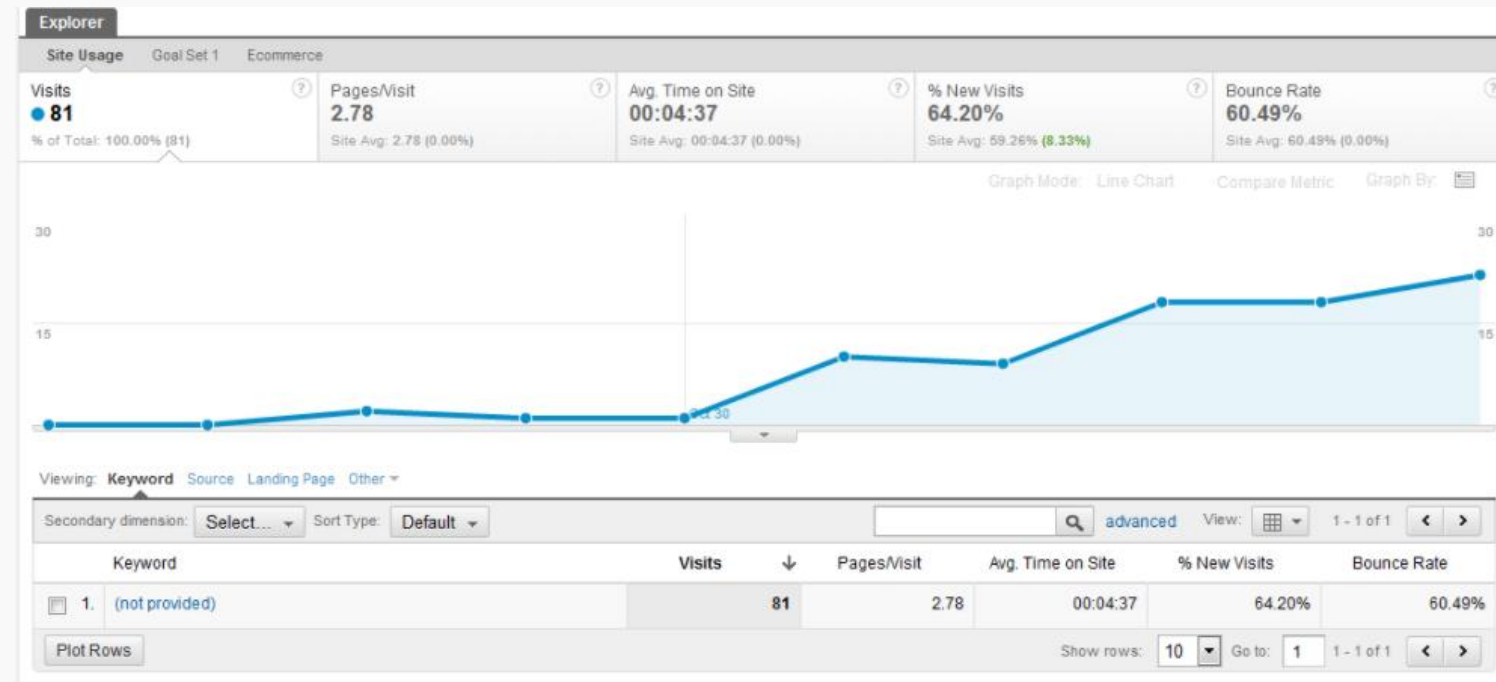 Explorer
Site Usage Goal Set 1 Ecommerce
Visits ? Pages/Visit ? Avg. Time on Site ? % New Visits ? Bounce Rate ?
81 2.78 00:04:37 64.20% 60.49%
% of Total: 100.00% (81) Site Avg: 2.78 (0.00%) Site Avg: 00:04:37 (0.00%) Site Avg: 59.26% (8.33%) Site Avg: 60.49% (0.00%)
Graph Mode: Line Chart Compare Metric Graph By:
30 30
15 15
Oct 30
Viewing: Keyword Source Landing Page Other
Secondary dimension: Select... Sort Type: Default advanced View: 1 - 1 of 1
Keyword Visits Pages/Visit Avg. Time on Site % New Visits Bounce Rate
1. (not provided) 81 2.78 00:04:37 64.20% 60.49%
Plot Rows Show rows: 10 Go to: 1 1 - 1 of 1